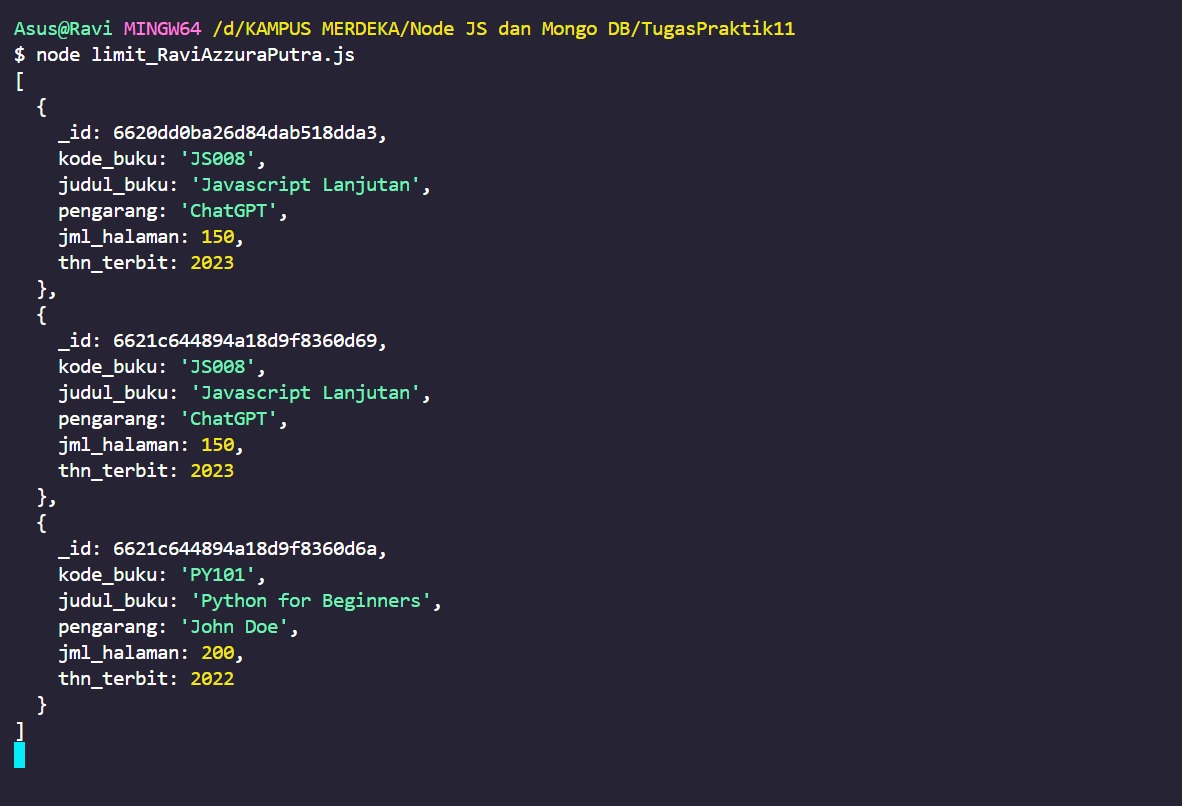 Asus@Ravi MINGW64 /d/KAMPUS MERDEKA/Node JS dan Mongo DB/TugasPraktik11
$ node limit_RaviAzzuraPutra.js
[
  {
    _id: 6620dd0ba26d84dab518dda3,
    kode_buku: 'JS008',
    judul_buku: 'Javascript Lanjutan',
    pengarang: 'ChatGPT',
    jml_halaman: 150,
    thn_terbit: 2023
  },
  {
    _id: 6621c644894a18d9f8360d69,
    kode_buku: 'JS008',
    judul_buku: 'Javascript Lanjutan',
    pengarang: 'ChatGPT',
    jml_halaman: 150,
    thn_terbit: 2023
  },
  {
    _id: 6621c644894a18d9f8360d6a,
    kode_buku: 'PY101',
    judul_buku: 'Python for Beginners',
    pengarang: 'John Doe',
    jml_halaman: 200,
    thn_terbit: 2022
  }
]